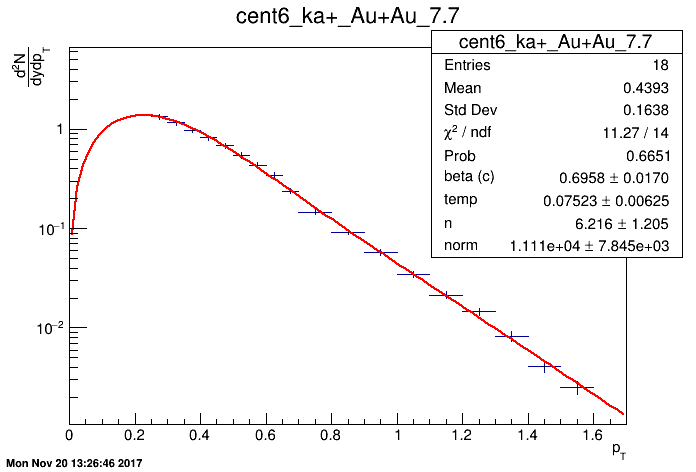 cent6_ka+_Au+Au_7.7
d²N
dydp_T
cent6_ka+_Au+Au_7.7
Entries 18
Mean 0.4393
Std Dev 0.1638
χ² / ndf 11.27 / 14
Prob 0.6651
beta (c) 0.6958 ± 0.0170
temp 0.07523 ± 0.00625
n 6.216 ± 1.205
norm 1.111e+04 ± 7.845e+03
1
10⁻¹
10⁻²
0 0.2 0.4 0.6 0.8 1 1.2 1.4 1.6
p_T
Mon Nov 20 13:26:46 2017